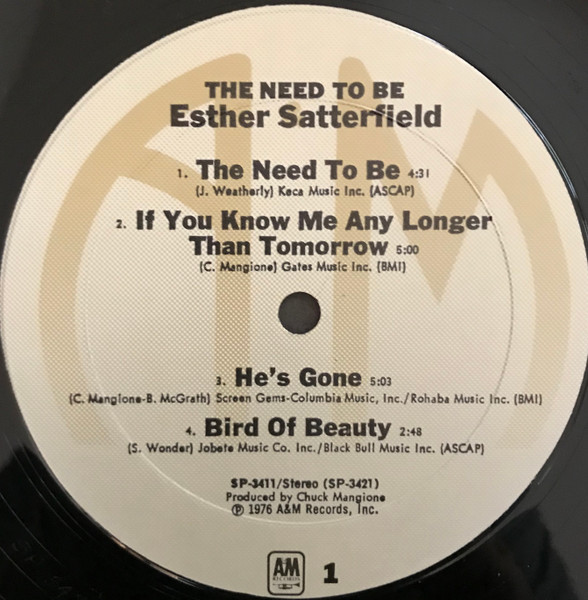 THE NEED TO BE
Esther Satterfield
1. The Need To Be 4:31
(J. Weatherly) Keca Music Inc. (ASCAP)
2. If You Know Me Any Longer
Than Tomorrow 5:00
(C. Mangione) Gates Music Inc. (BMI)
3. He's Gone 5:03
(C. Mangione-B. McGrath) Screen Gems-Columbia Music, Inc./Rohaba Music Inc. (BMI)
4. Bird Of Beauty 2:48
(S. Wonder) Jobete Music Co. Inc./Black Bull Music Inc. (ASCAP)
SP-3411/Stereo (SP-3421)
Produced by Chuck Mangione
℗ 1976 A&M Records, Inc.
AM
RECORDS
1